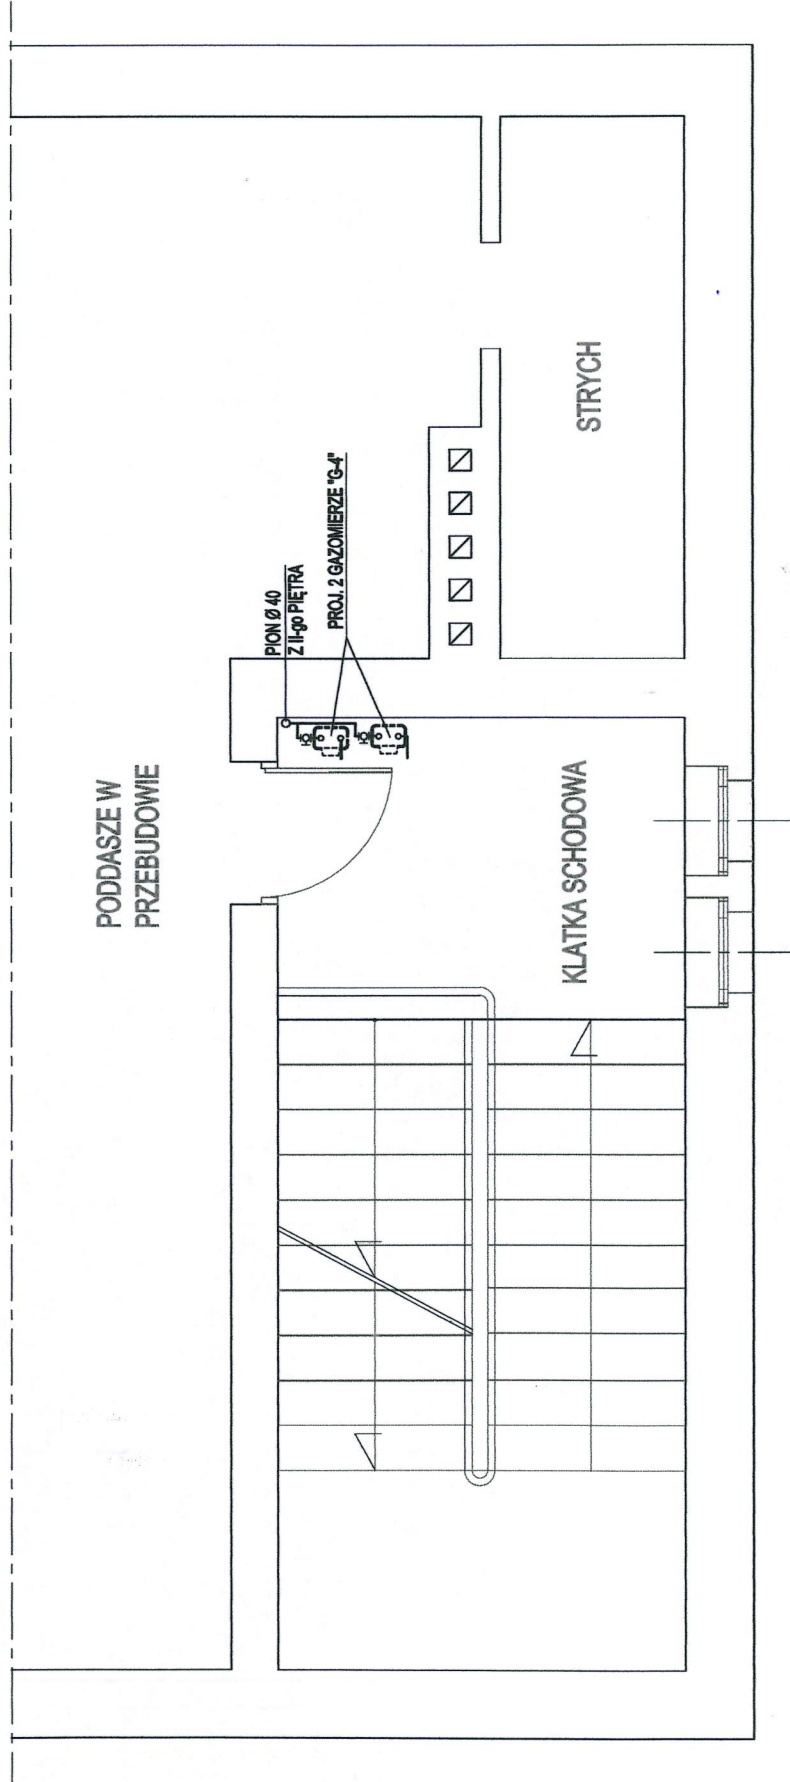 PODDASZE W
PRZEBUDOWIE
PION Ø 40
Z II-go PIĘTRA
PROJ. 2 GAZOMIERZE "G-4"
STRYCH
KLATKA SCHODOWA